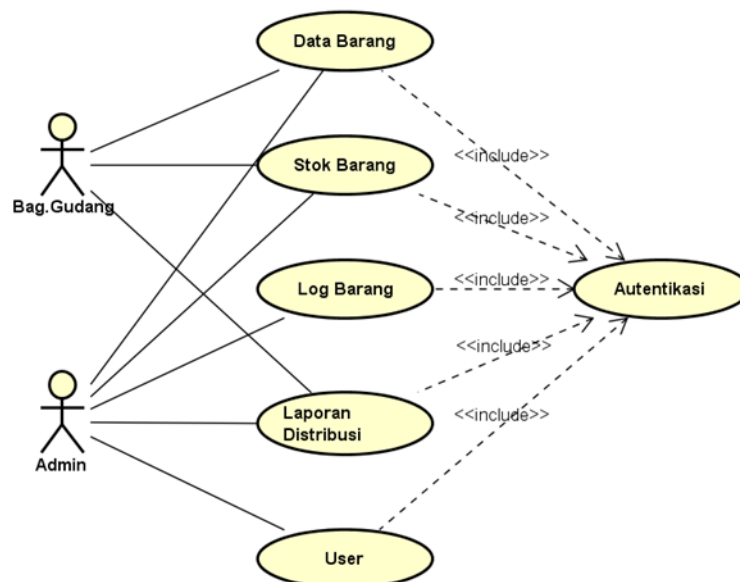 Data Barang
<<include>>
Stok Barang
Bag.Gudang
<<include>>
Log Barang
<<include>>
Autentikasi
<<include>>
Laporan
Distribusi
<<include>>
Admin
User